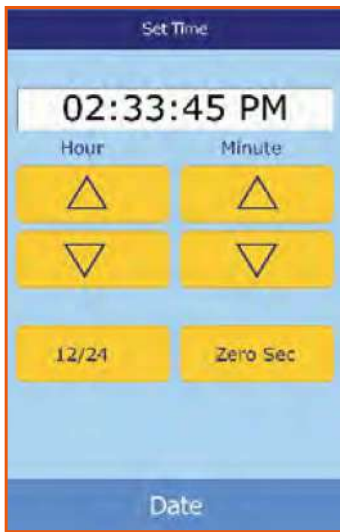 Set Time
02:33:45 PM
Hour Minute
12/24 Zero Sec
Date